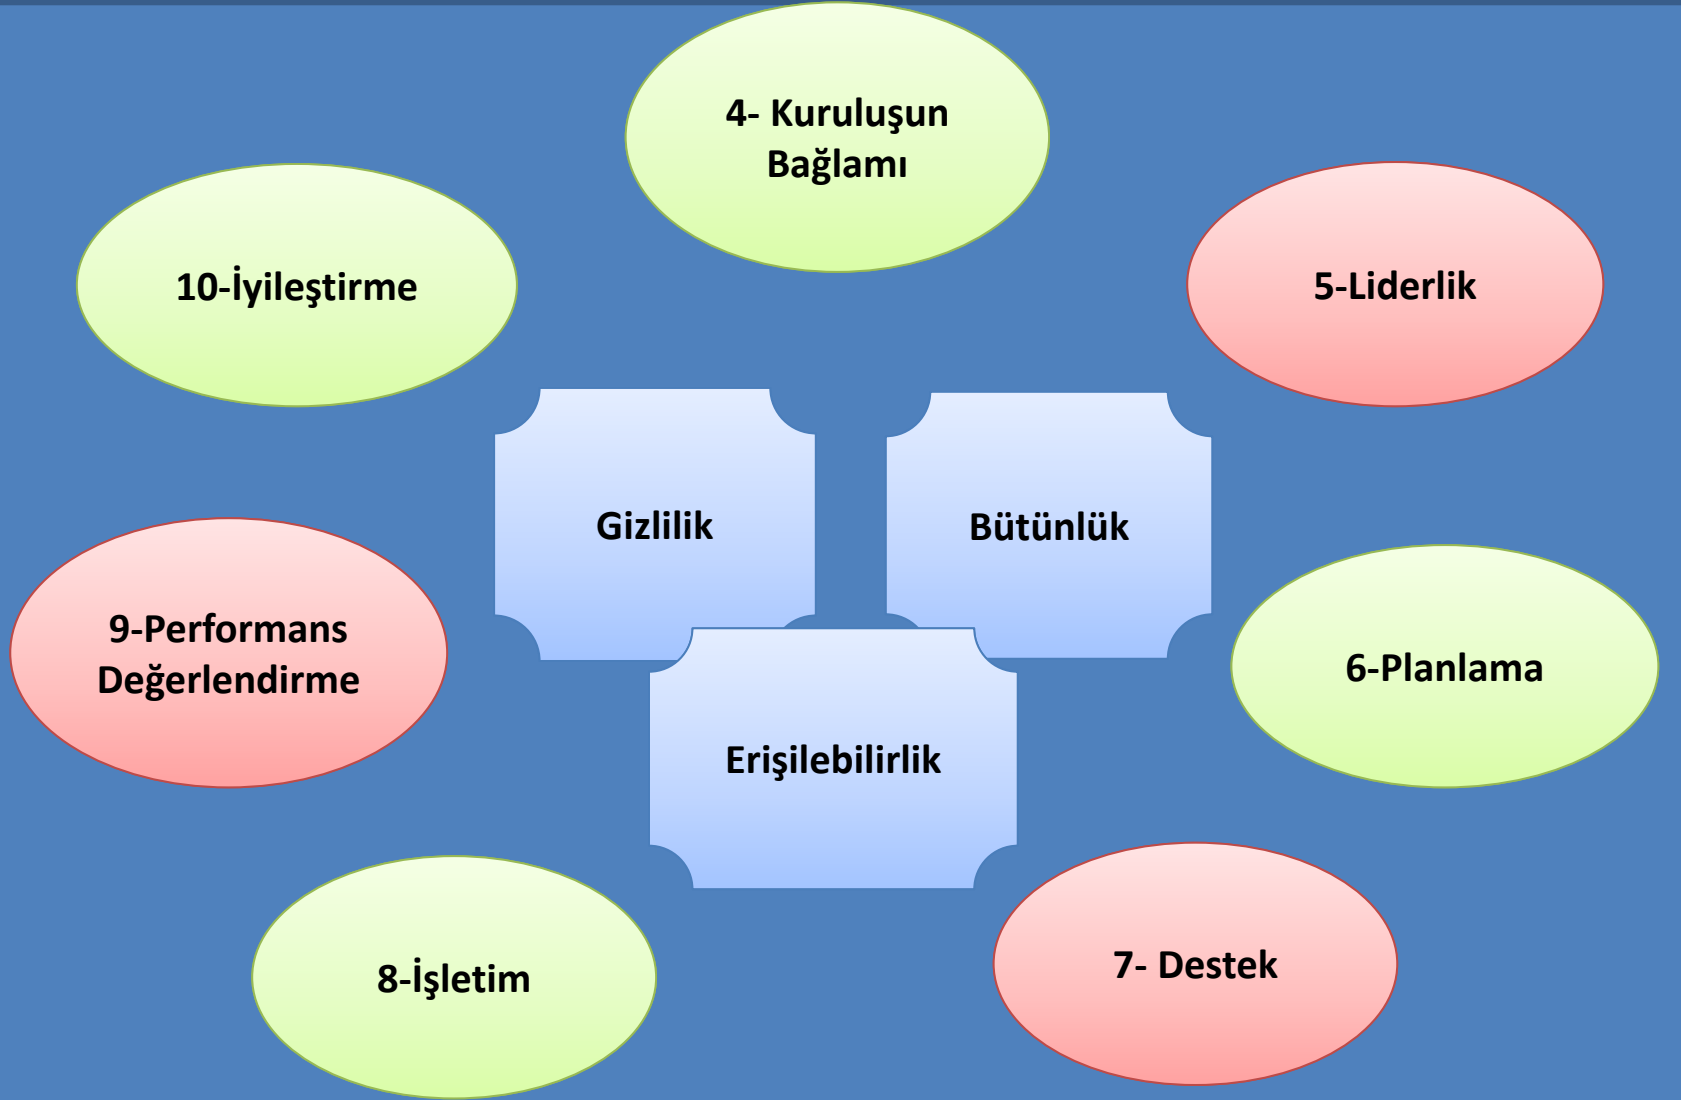 4- Kuruluşun
Bağlamı
5-Liderlik
6-Planlama
7- Destek
8-İşletim
9-Performans
Değerlendirme
10-İyileştirme
Gizlilik
Bütünlük
Erişilebilirlik